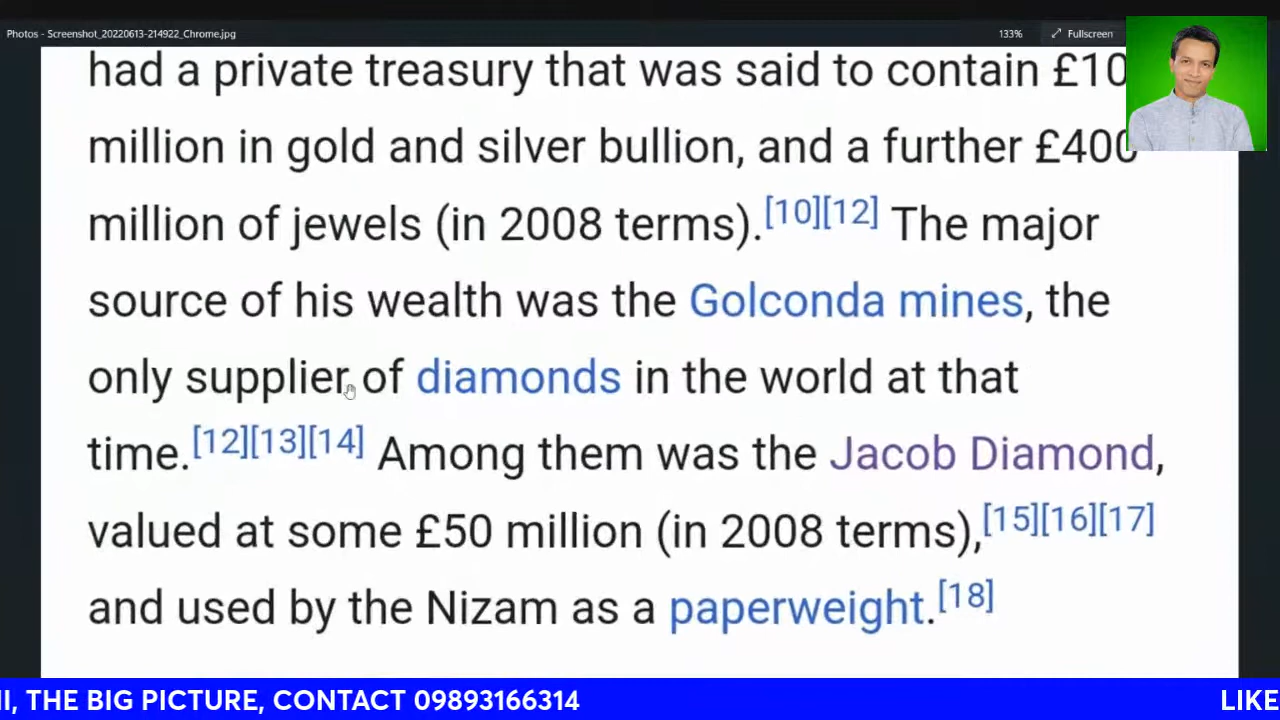 Photos - Screenshot_20220613-214922_Chrome.jpg
133%
Fullscreen
had a private treasury that was said to contain £10
million in gold and silver bullion, and a further £400
million of jewels (in 2008 terms).[10][12] The major
source of his wealth was the Golconda mines, the
only supplier of diamonds in the world at that
time.[12][13][14] Among them was the Jacob Diamond,
valued at some £50 million (in 2008 terms),[15][16][17]
and used by the Nizam as a paperweight.[18]
, THE BIG PICTURE, CONTACT 09893166314
LIKE